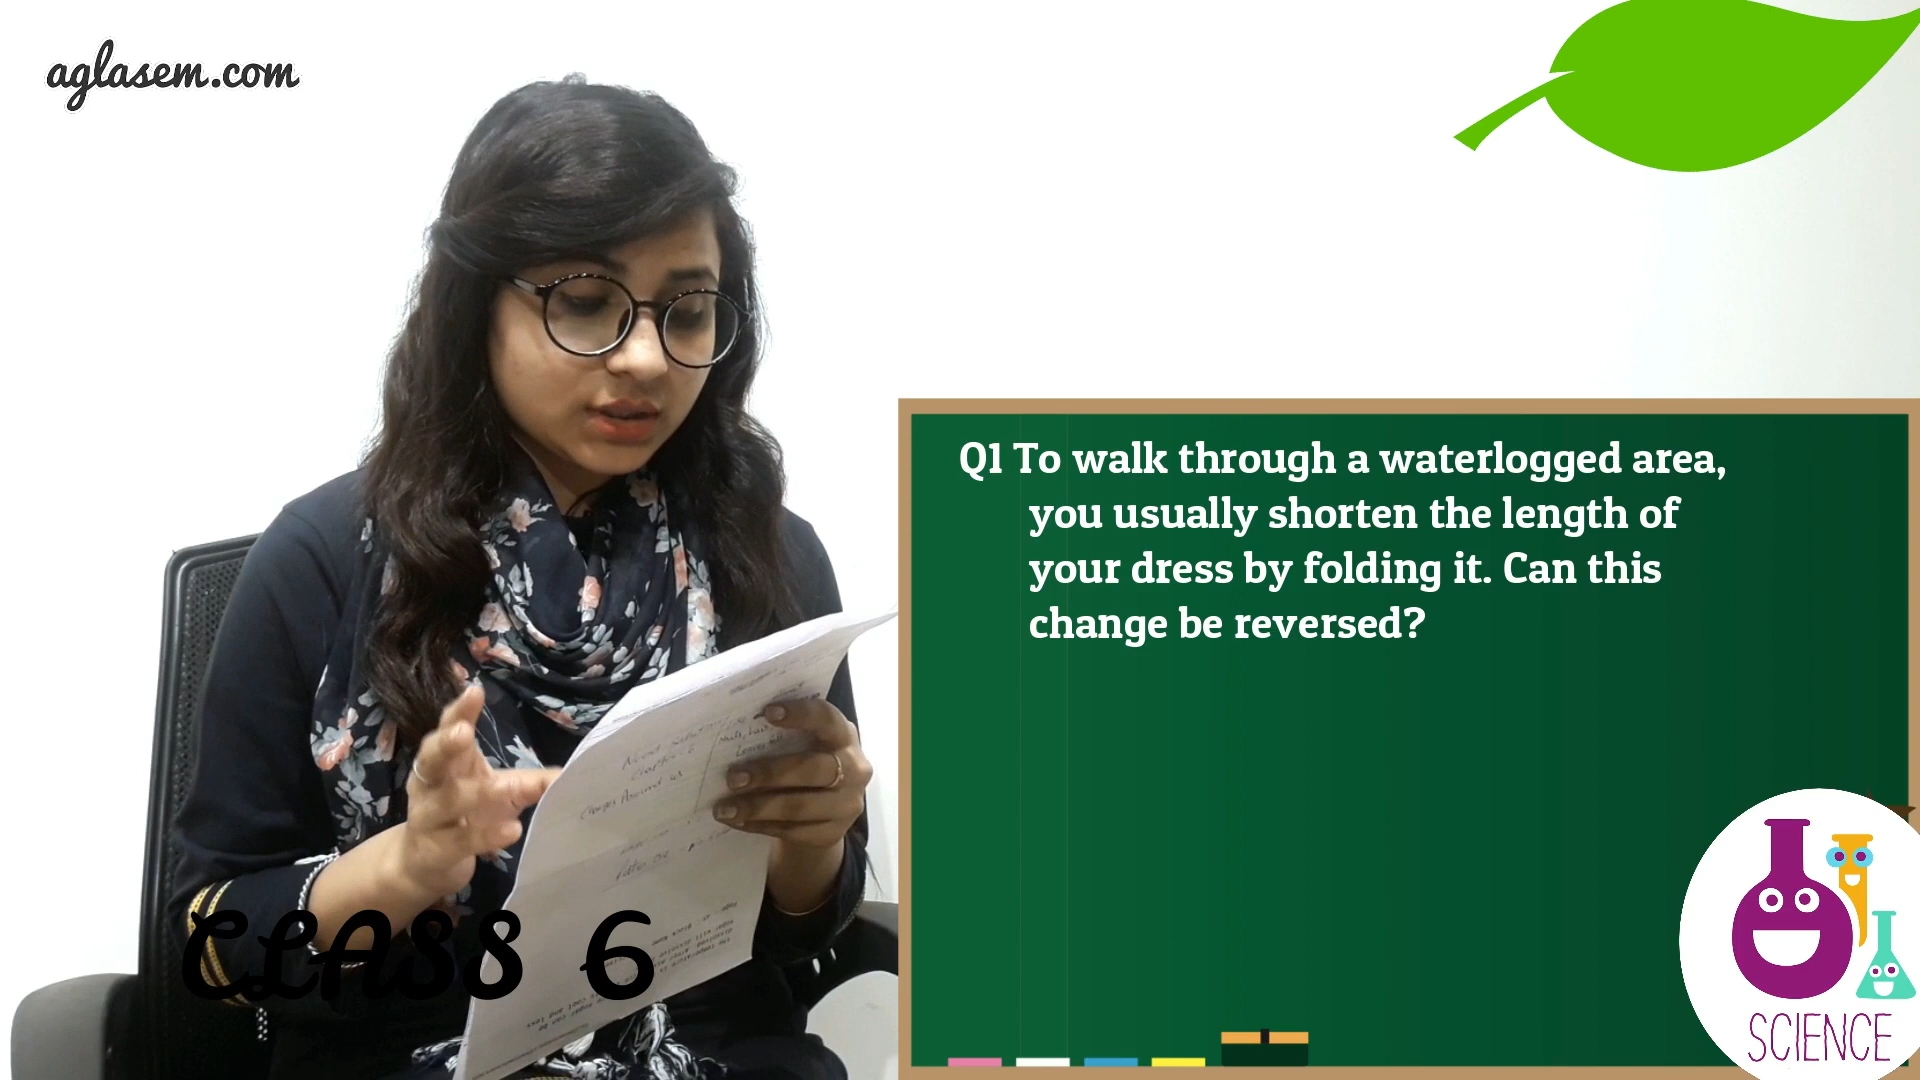 aglasem.com
Q1 To walk through a waterlogged area,
you usually shorten the length of
your dress by folding it. Can this
change be reversed?
CLASS 6
SCIENCE